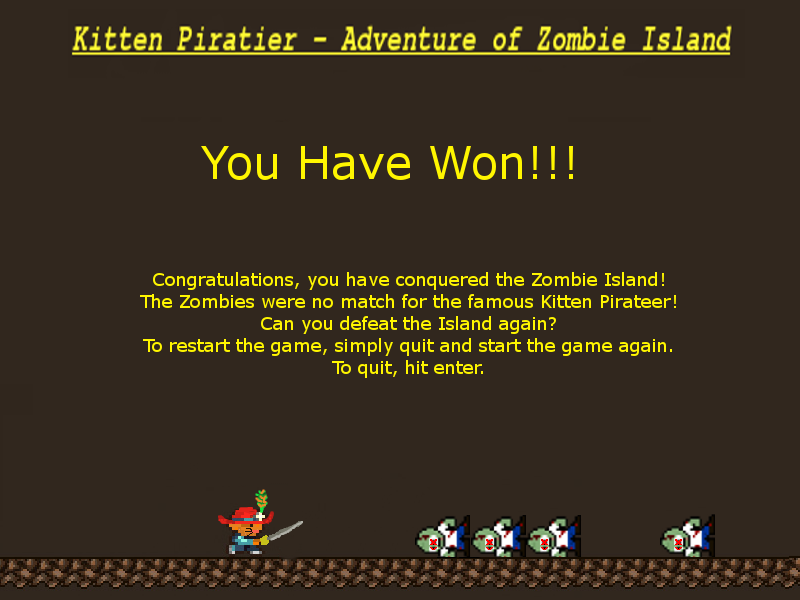 Kitten Piratier - Adventure of Zombie Island
You Have Won!!!
Congratulations, you have conquered the Zombie Island!
The Zombies were no match for the famous Kitten Pirateer!
Can you defeat the Island again?
To restart the game, simply quit and start the game again.
To quit, hit enter.